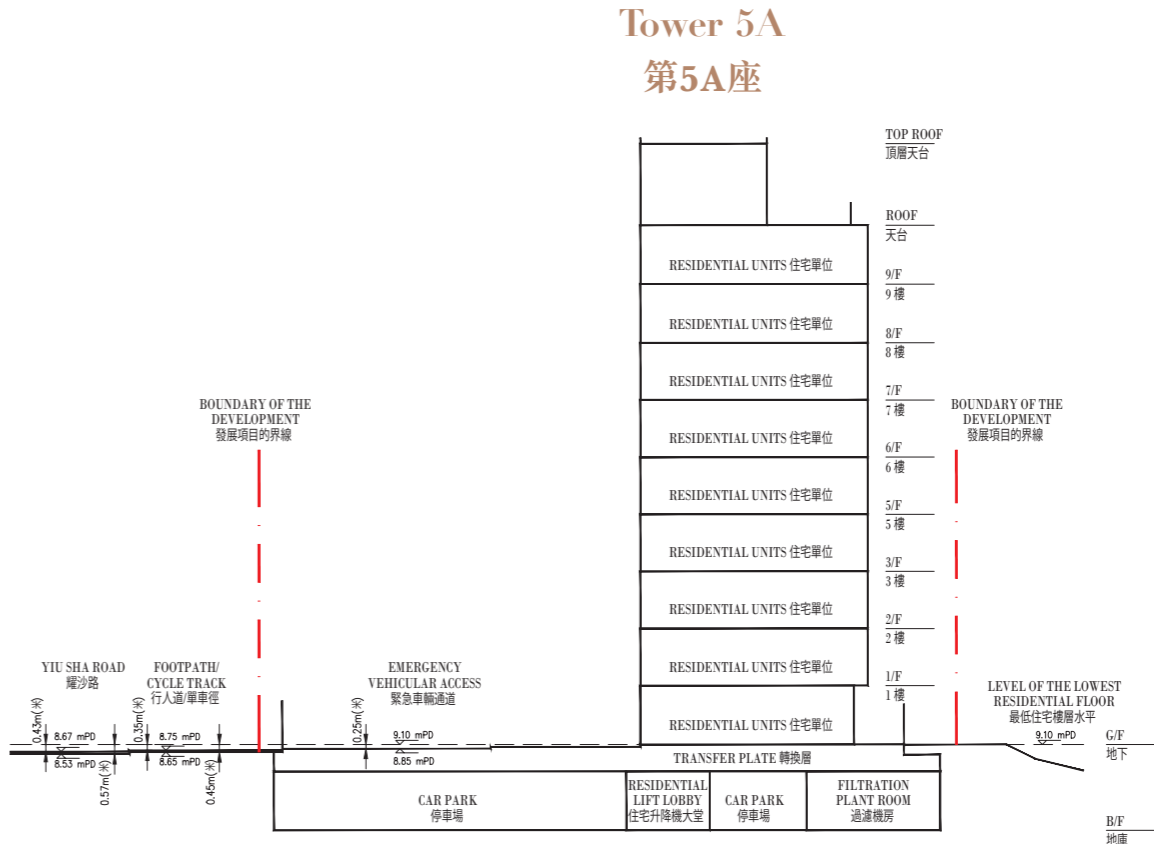 Tower 5A
第5A座
TOP ROOF
頂層天台
ROOF
天台
RESIDENTIAL UNITS 住宅單位
9/F
9 樓
RESIDENTIAL UNITS 住宅單位
8/F
8 樓
RESIDENTIAL UNITS 住宅單位
7/F
7 樓
BOUNDARY OF THE
DEVELOPMENT
發展項目的界線
RESIDENTIAL UNITS 住宅單位
BOUNDARY OF THE
DEVELOPMENT
發展項目的界線
6/F
6 樓
RESIDENTIAL UNITS 住宅單位
5/F
5 樓
RESIDENTIAL UNITS 住宅單位
3/F
3 樓
RESIDENTIAL UNITS 住宅單位
2/F
2 樓
RESIDENTIAL UNITS 住宅單位
1/F
1 樓
YIU SHA ROAD
耀沙路
FOOTPATH/
CYCLE TRACK
行人道/單車徑
EMERGENCY
VEHICULAR ACCESS
緊急車輛通道
LEVEL OF THE LOWEST
RESIDENTIAL FLOOR
最低住宅樓層水平
RESIDENTIAL UNITS 住宅單位
0.43m(米)
8.67 mPD
8.53 mPD
0.57m(米)
0.35m(米)
8.75 mPD
8.65 mPD
0.45m(米)
0.25m(米)
9.10 mPD
8.85 mPD
9.10 mPD
G/F
地下
TRANSFER PLATE 轉換層
CAR PARK
停車場
RESIDENTIAL
LIFT LOBBY
住宅升降機大堂
CAR PARK
停車場
FILTRATION
PLANT ROOM
過濾機房
B/F
地庫